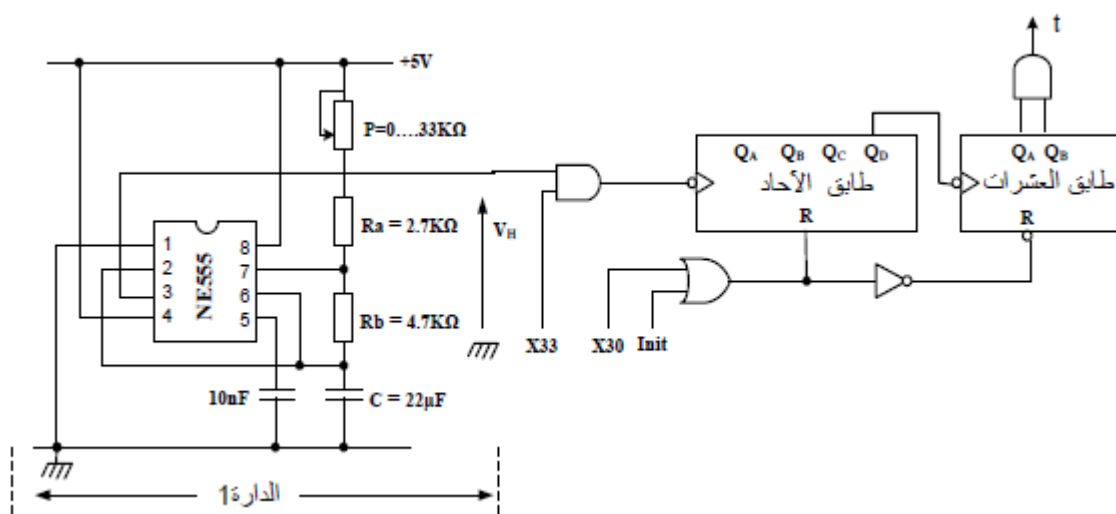 t
+5V
P=0....33KΩ
QA QB QC QD
طابق الآحاد
R
QA QB
طابق العشرات
R
Ra = 2.7KΩ
VH
NE555
1 8
2 7
3 6
4 5
Rb = 4.7KΩ
X33 X30 Init
10nF
C = 22µF
الدارة1